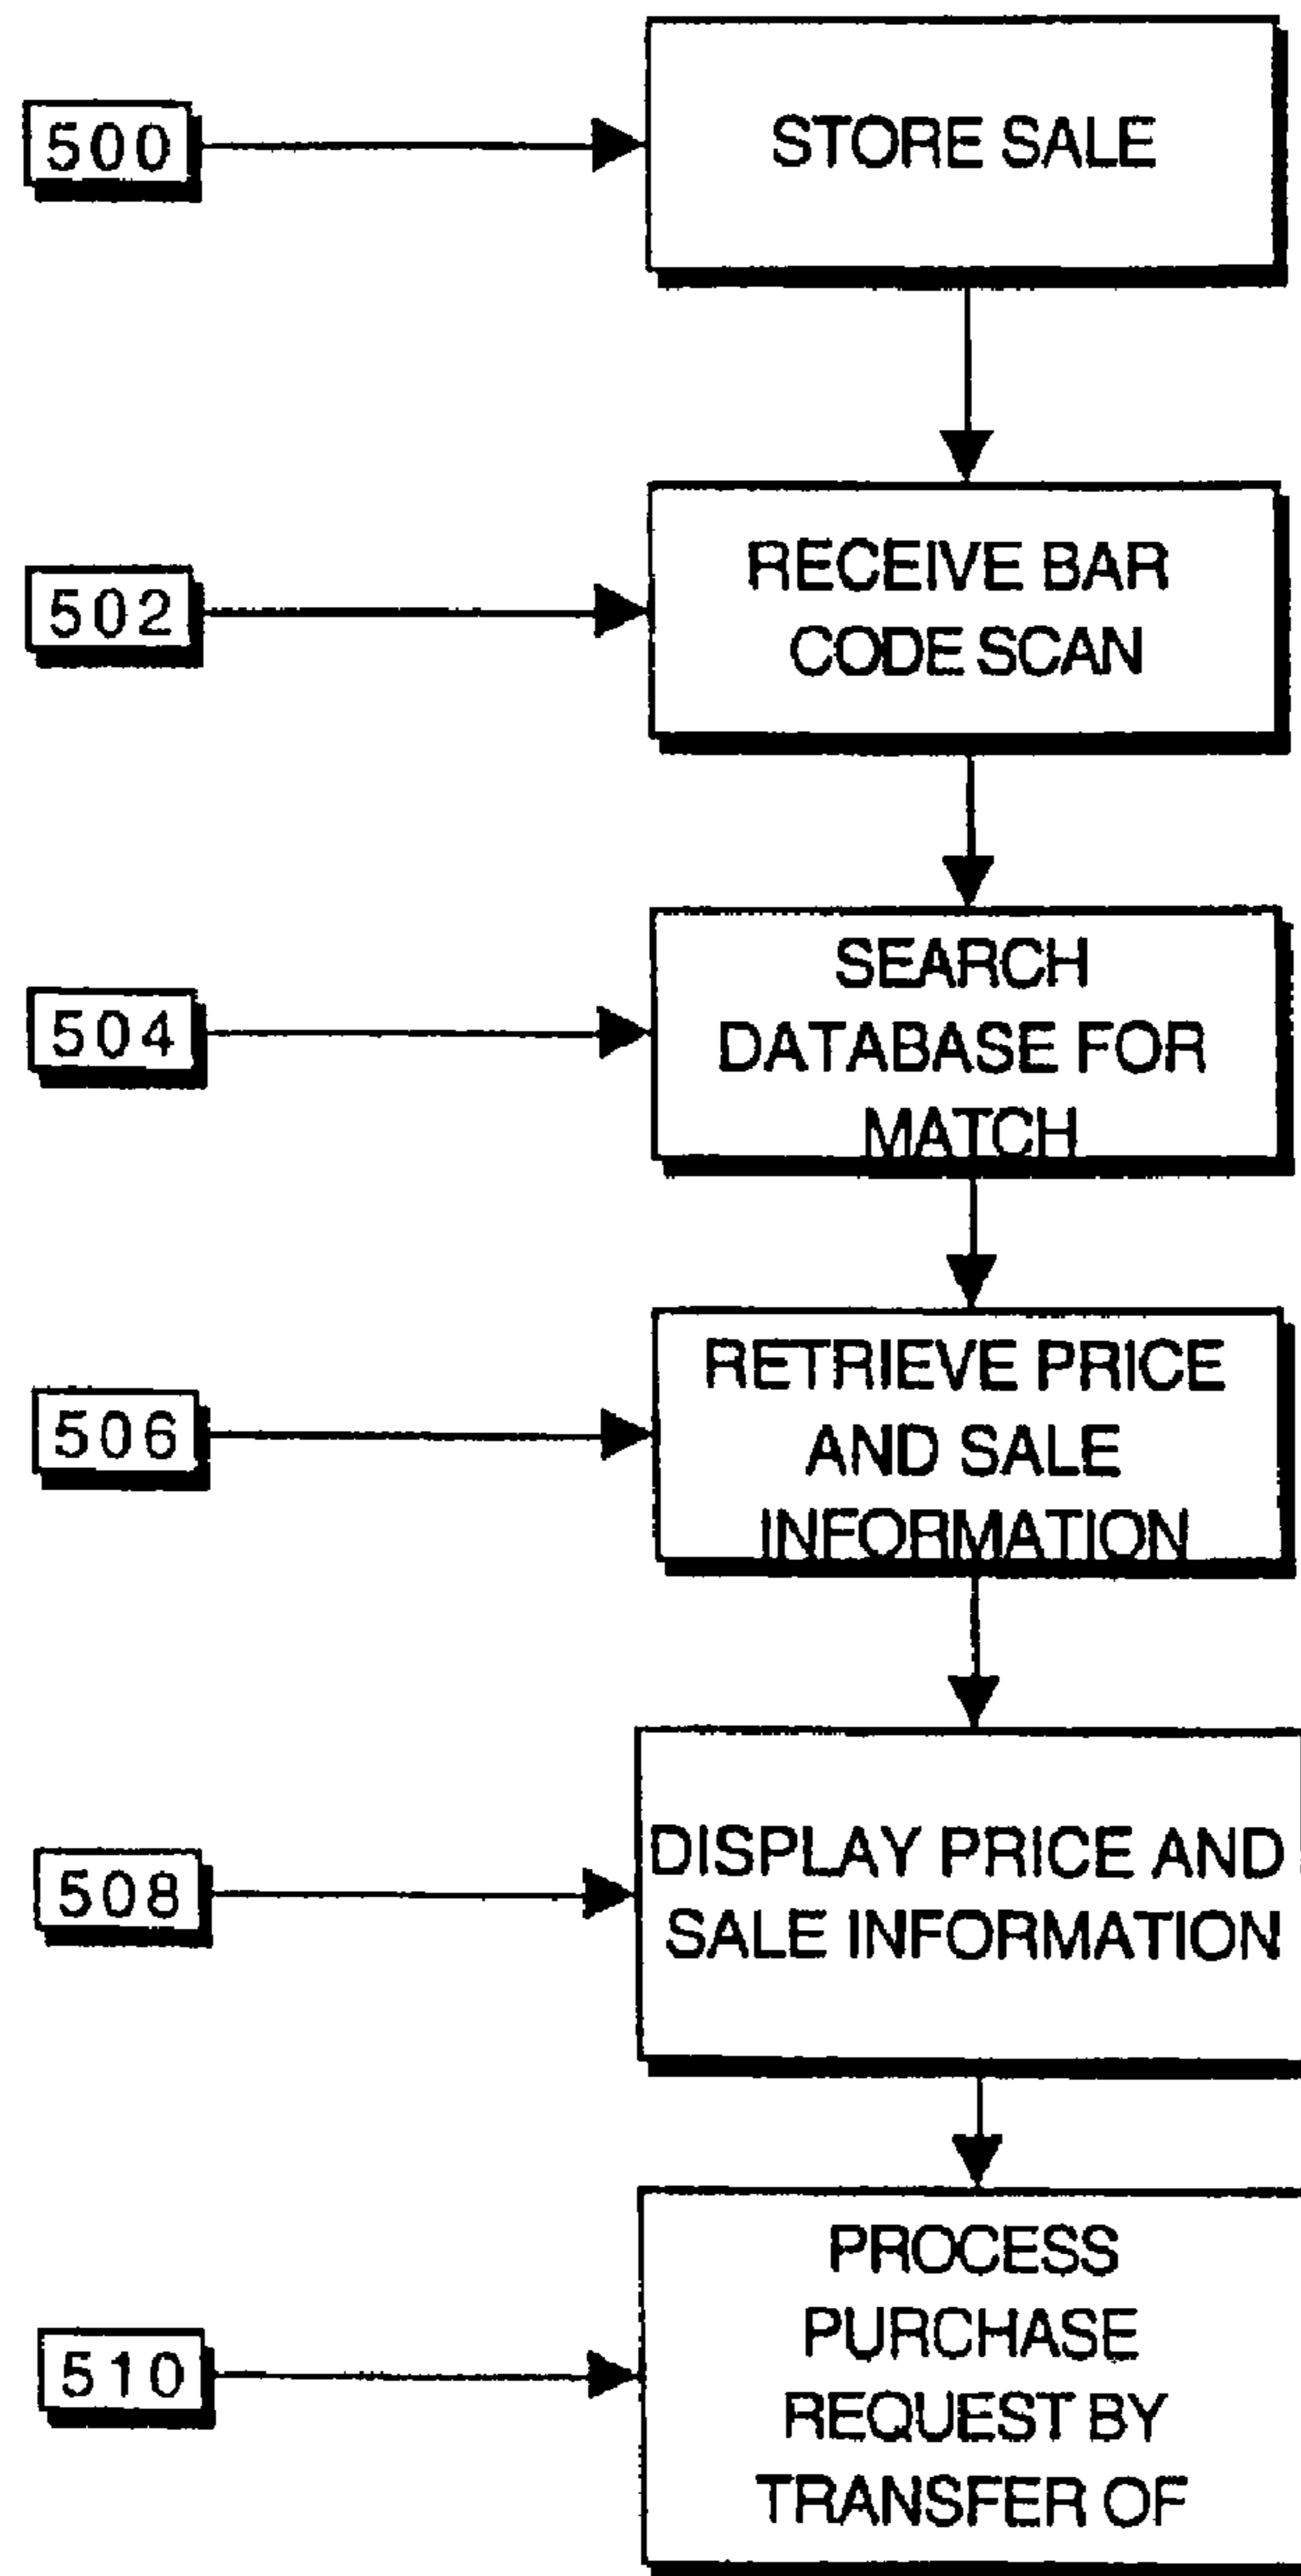 500
STORE SALE
502
RECEIVE BAR
CODE SCAN
504
SEARCH
DATABASE FOR
MATCH
506
RETRIEVE PRICE
AND SALE
INFORMATION
508
DISPLAY PRICE AND
SALE INFORMATION
510
PROCESS
PURCHASE
REQUEST BY
TRANSFER OF